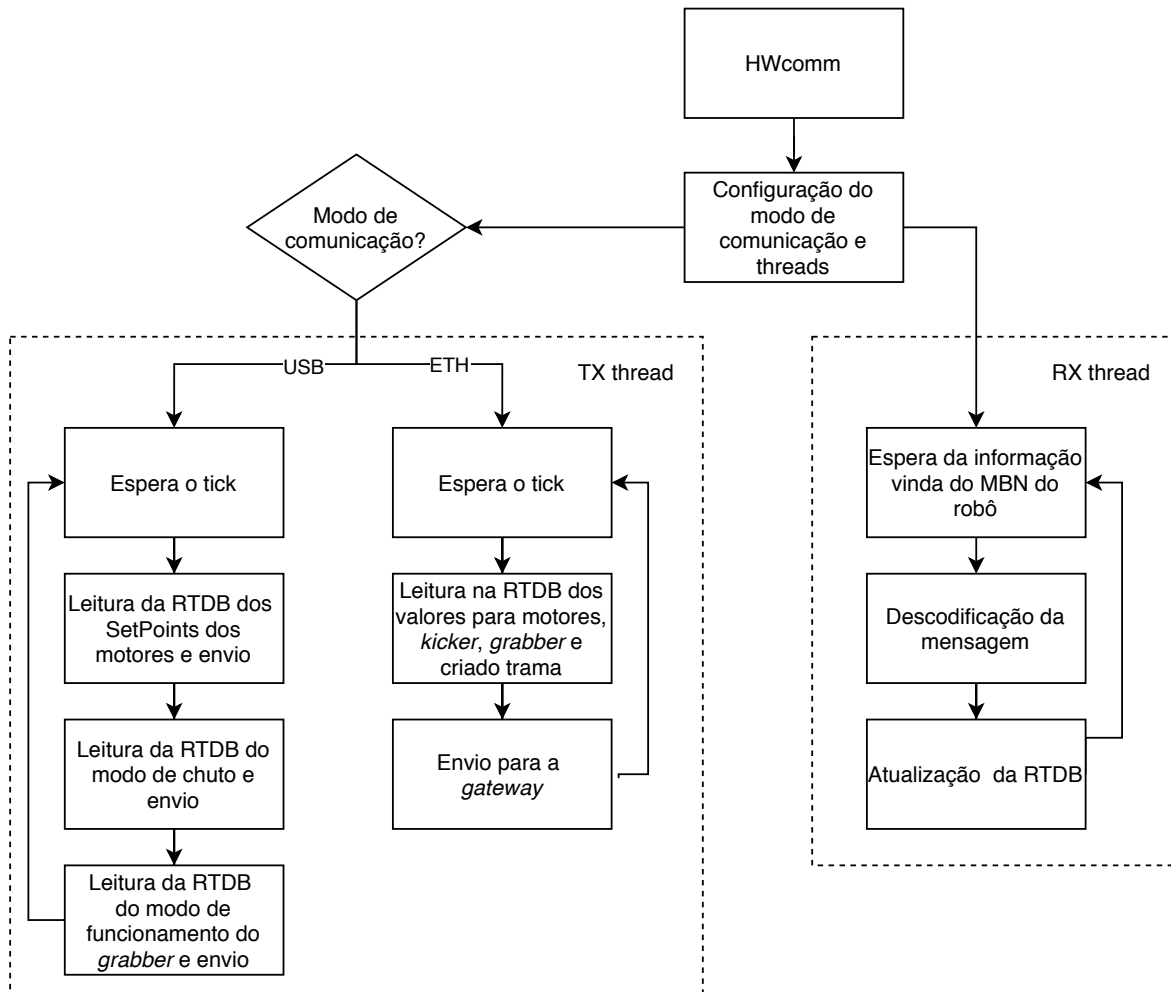 HWcomm
Configuração do
modo de
comunicação e
threads
Modo de
comunicação?
USB
ETH
TX thread
RX thread
Espera o tick
Leitura da RTDB dos
SetPoints dos
motores e envio
Leitura da RTDB do
modo de chuto e
envio
Leitura da RTDB
do modo de
funcionamento do
grabber e envio
Espera o tick
Leitura na RTDB dos
valores para motores,
kicker, grabber e
criado trama
Envio para a
gateway
Espera da informação
vinda do MBN do
robô
Descodificação da
mensagem
Atualização da RTDB